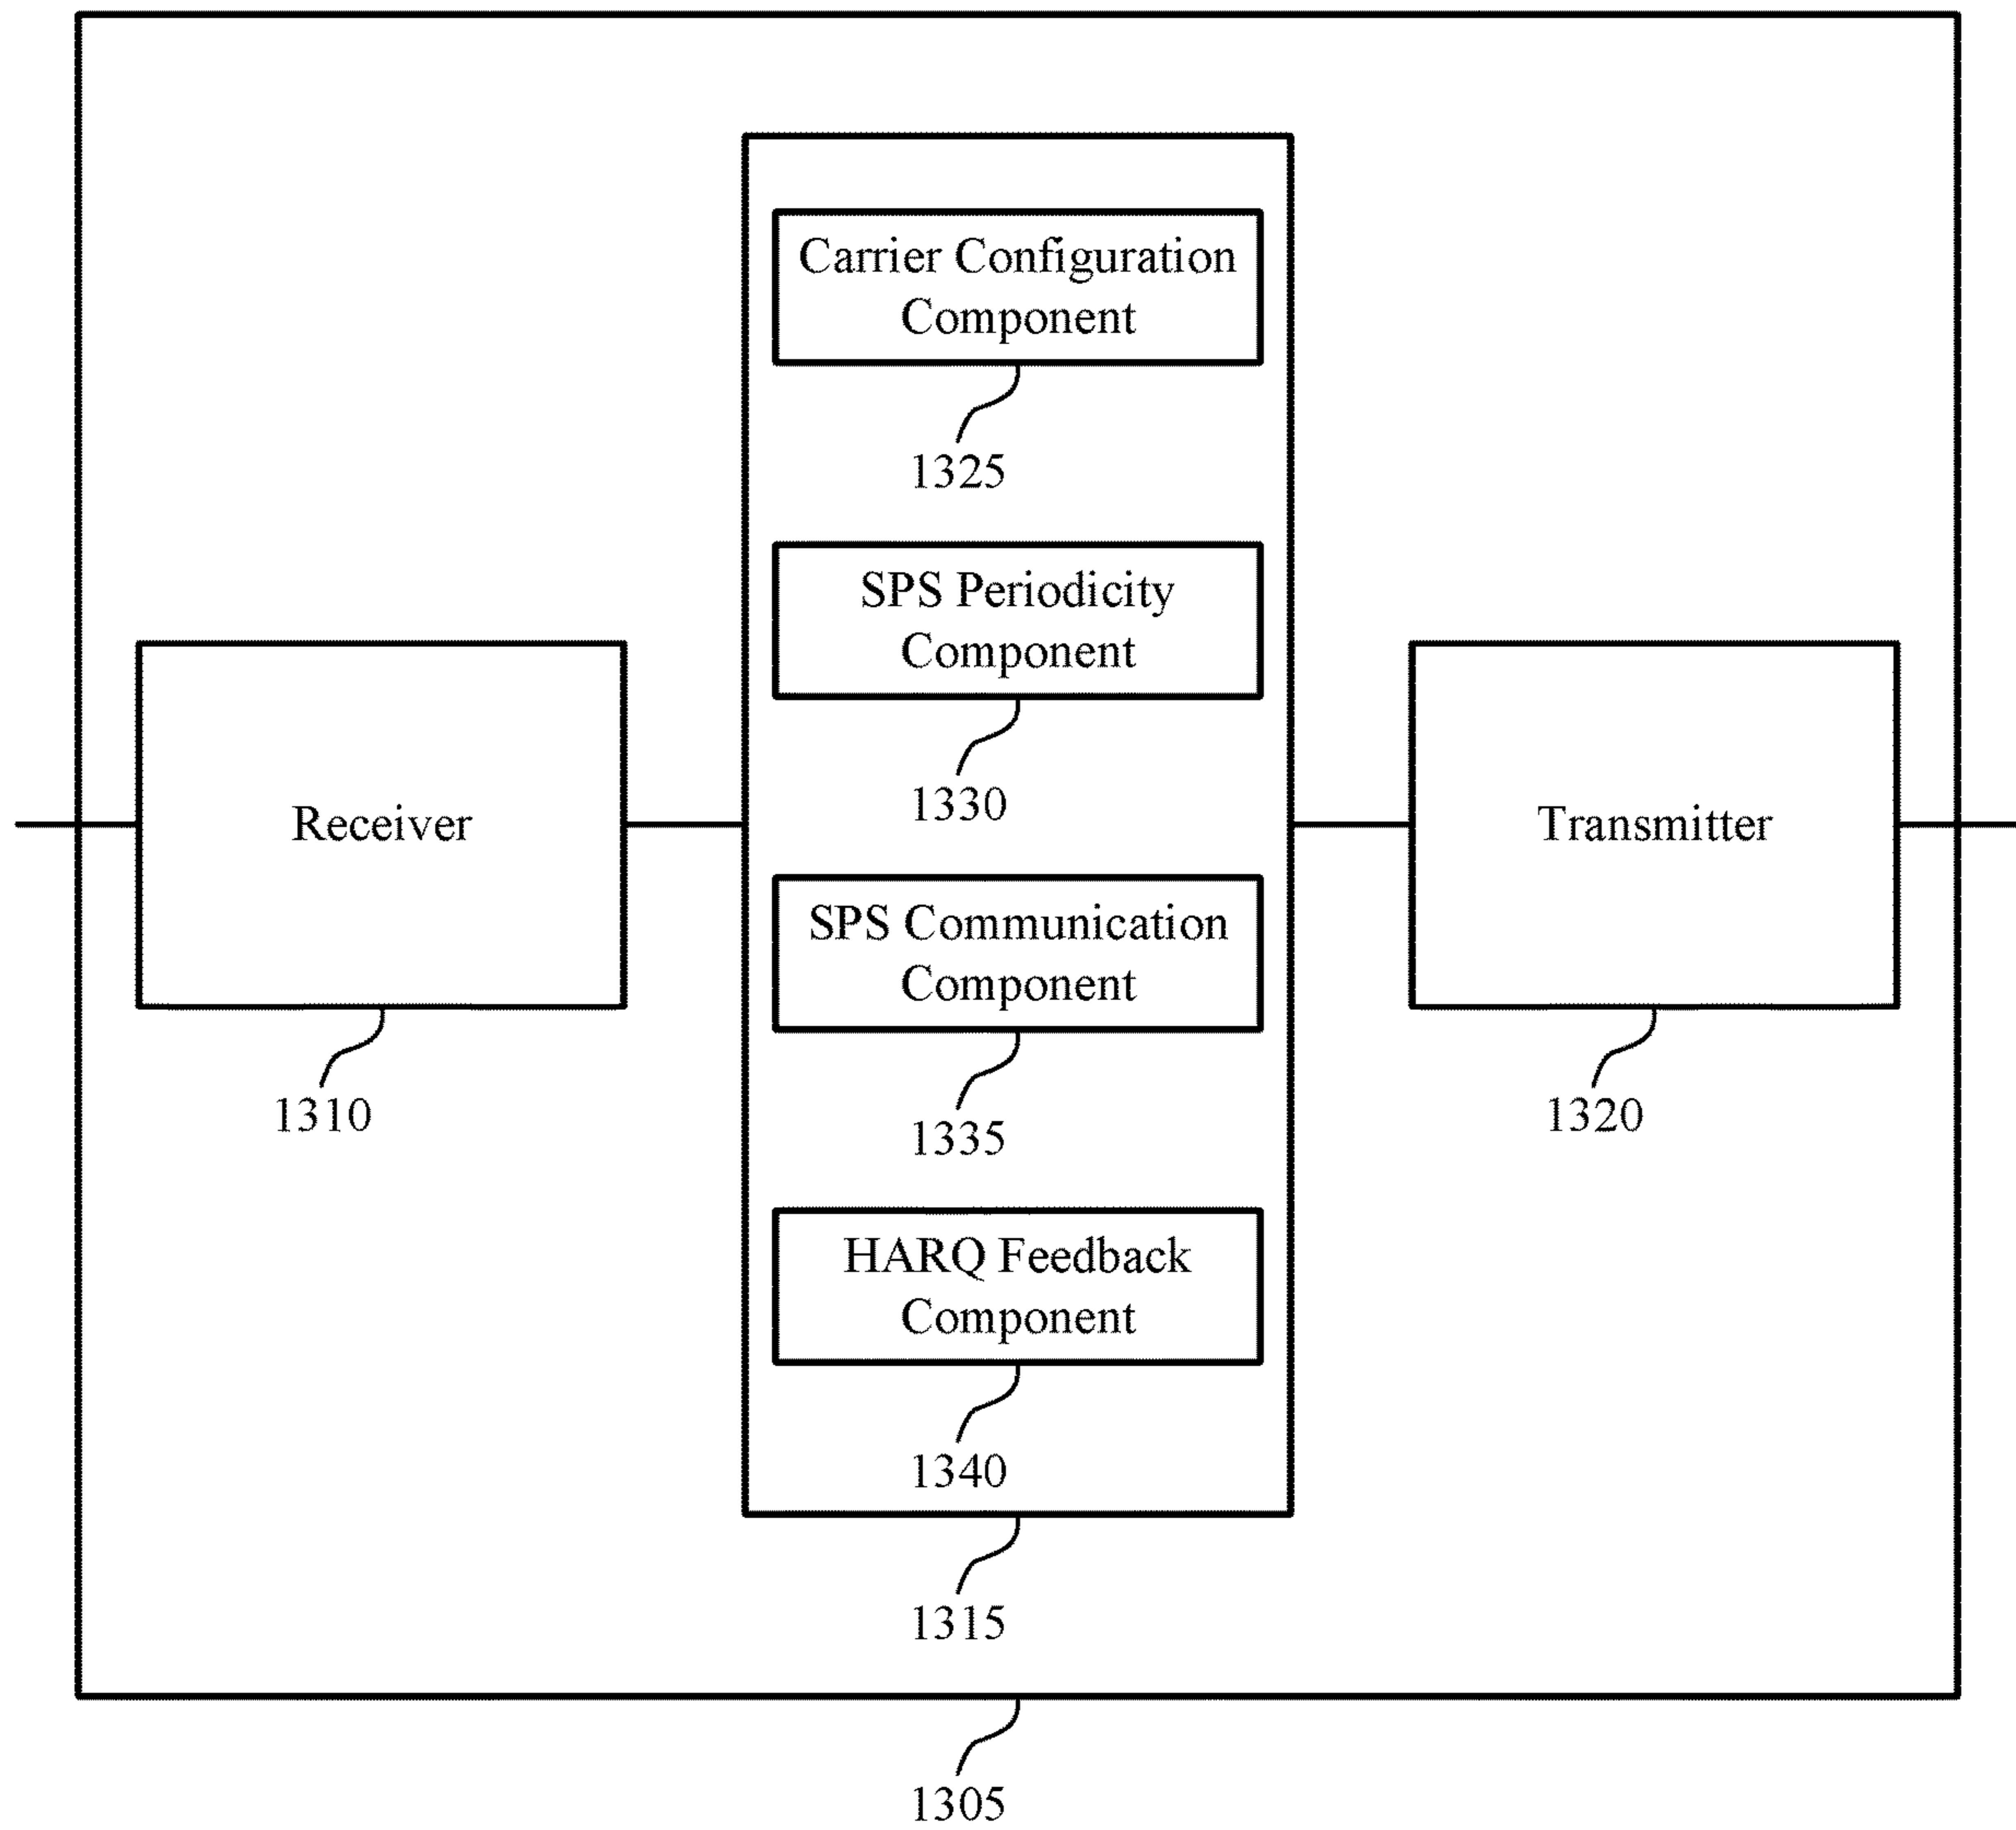 Carrier Configuration
Component
1325
SPS Periodicity
Component
1330
Receiver
1310
SPS Communication
Component
1335
HARQ Feedback
Component
1340
1315
Transmitter
1320
1305